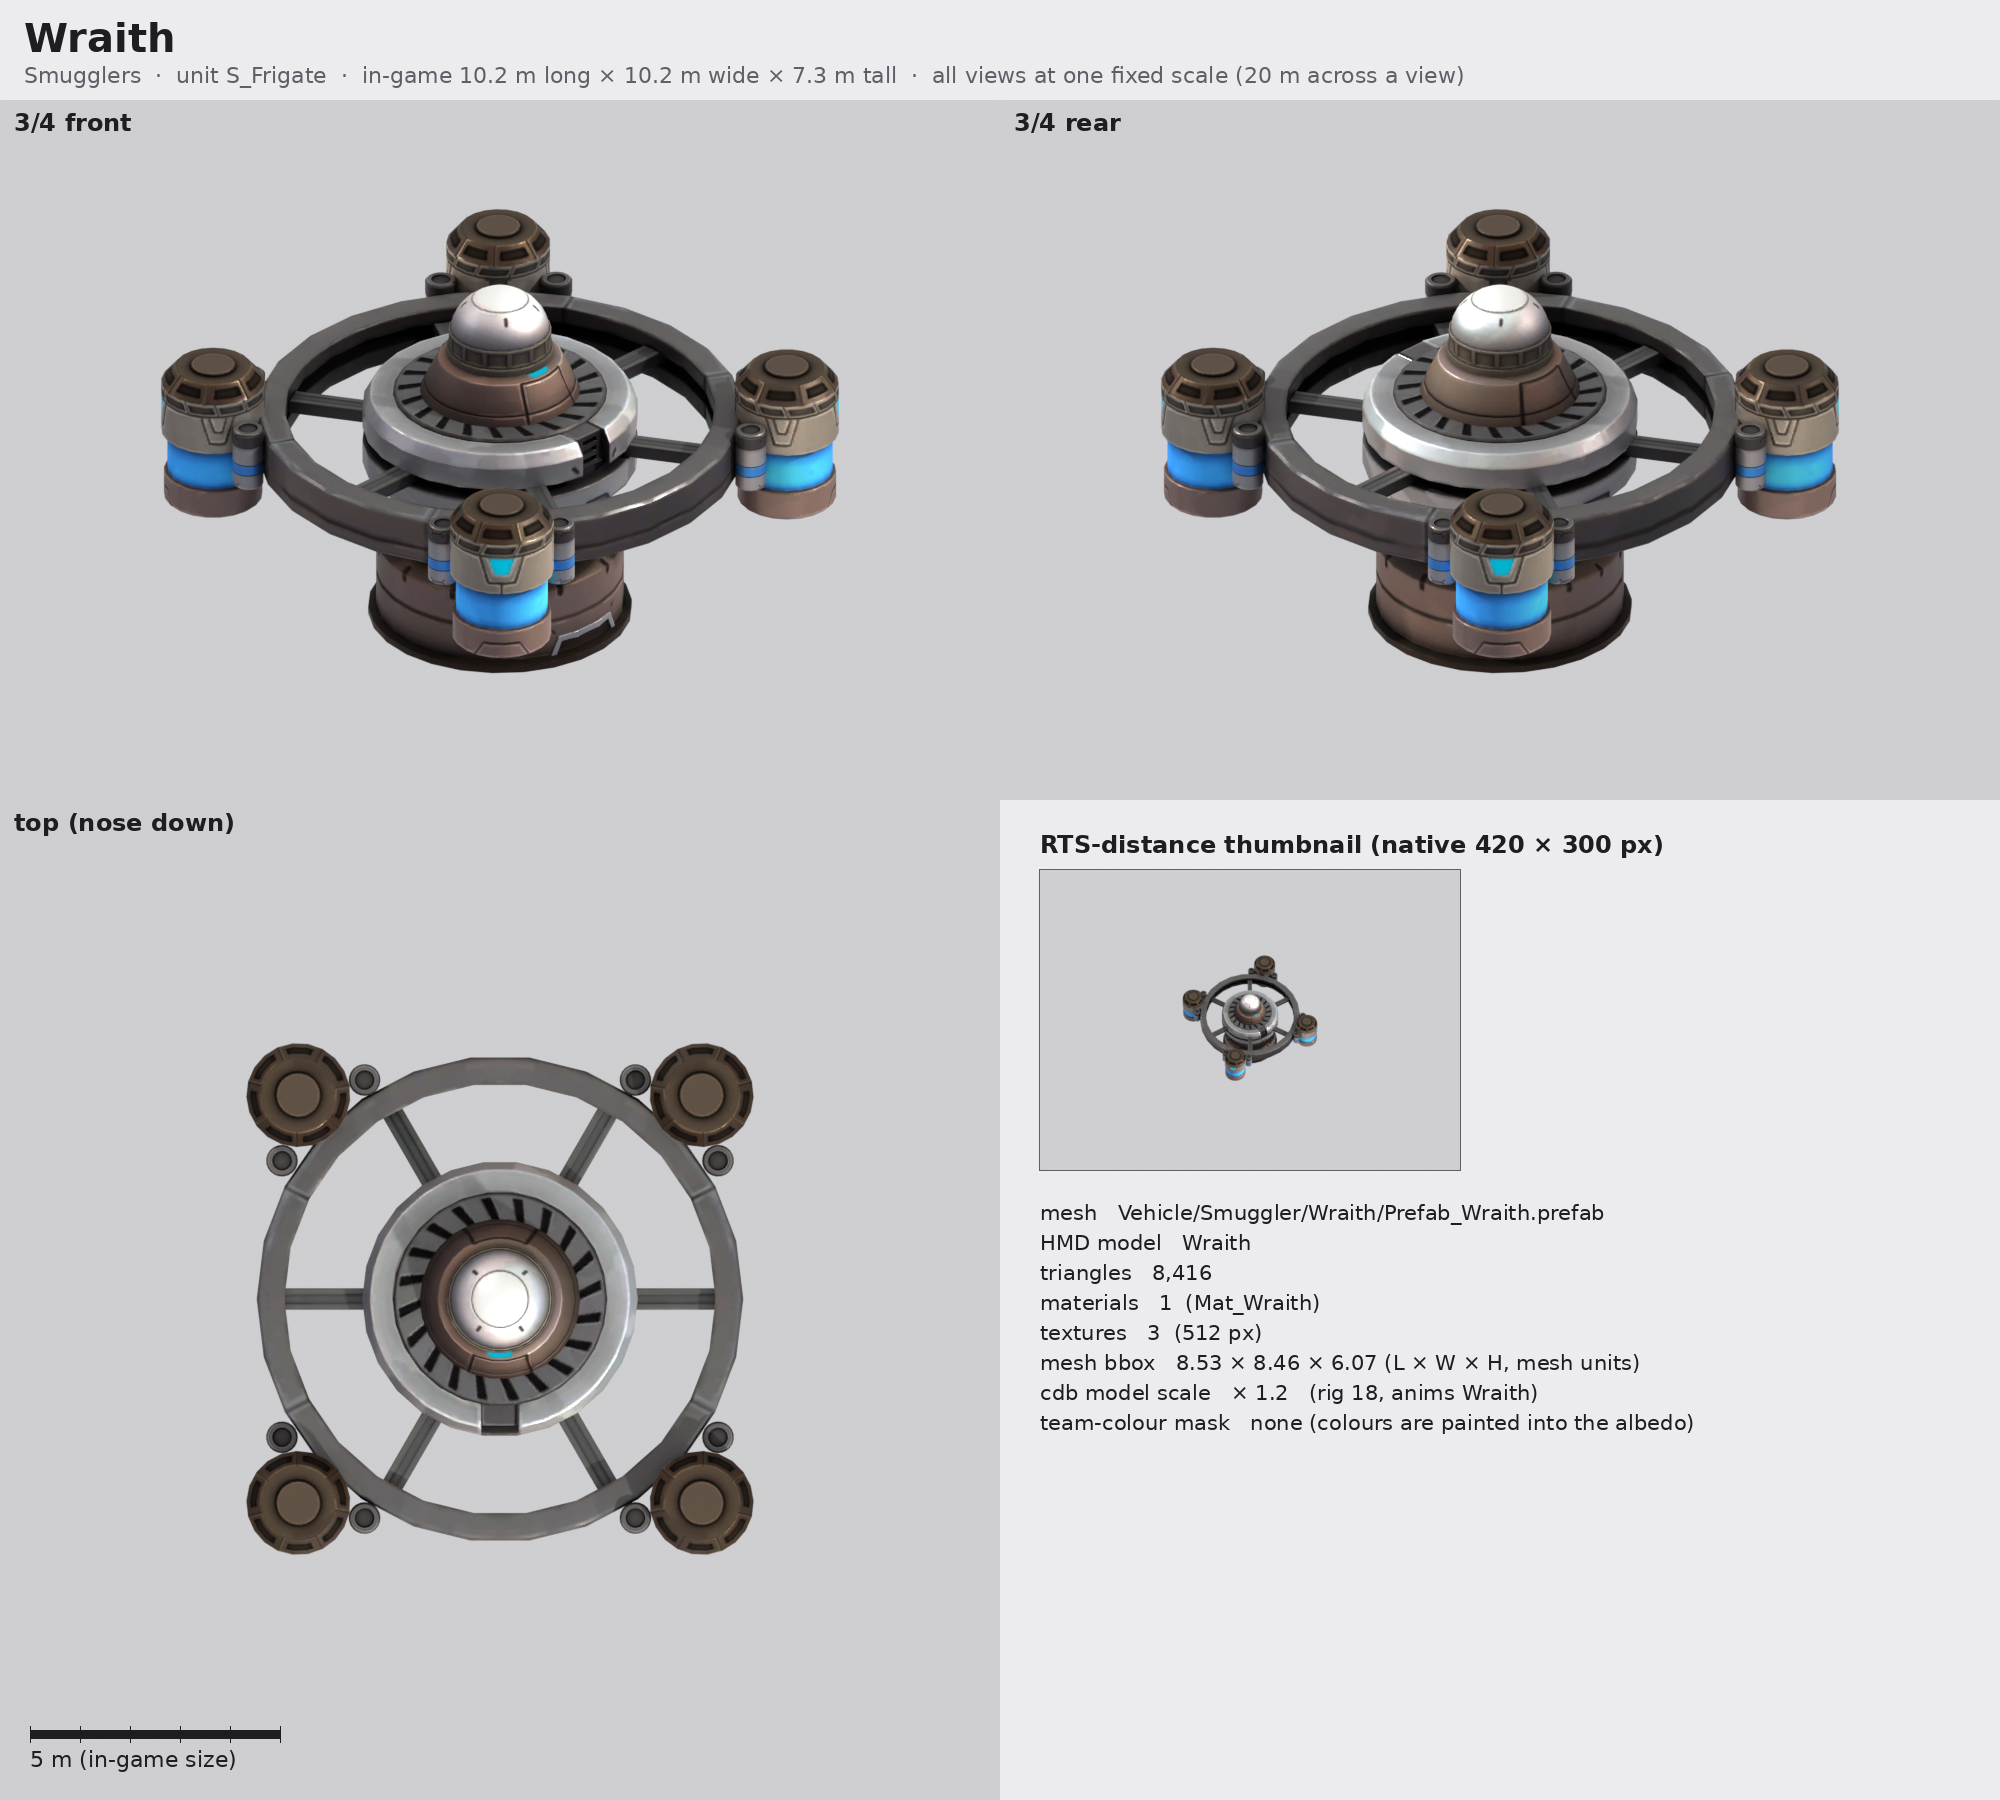 Wraith
Smugglers · unit S_Frigate · in-game 10.2 m long × 10.2 m wide × 7.3 m tall · all views at one fixed scale (20 m across a view)
3/4 front
3/4 rear
top (nose down)
RTS-distance thumbnail (native 420 × 300 px)
mesh Vehicle/Smuggler/Wraith/Prefab_Wraith.prefab
HMD model Wraith
triangles 8,416
materials 1 (Mat_Wraith)
textures 3 (512 px)
mesh bbox 8.53 × 8.46 × 6.07 (L × W × H, mesh units)
cdb model scale × 1.2 (rig 18, anims Wraith)
team-colour mask none (colours are painted into the albedo)
5 m (in-game size)